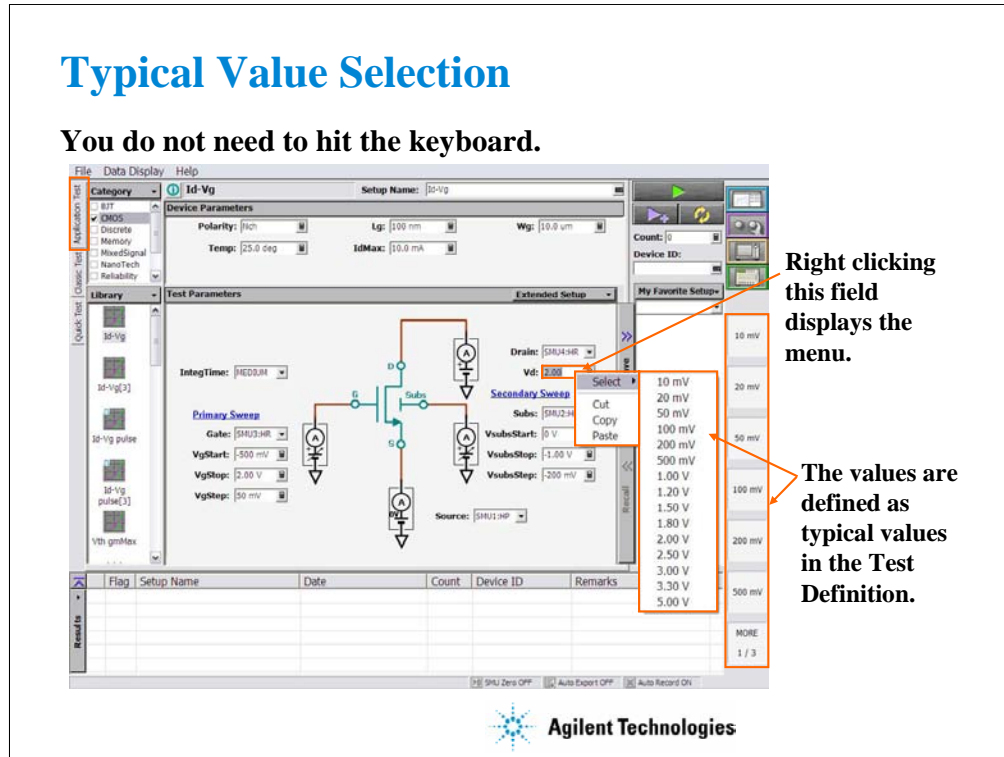 Typical Value Selection
You do not need to hit the keyboard.
File Data Display Help
Application Test
Classic Test
Quick Test
Category
BJT
CMOS
Discrete
Memory
MixedSignal
NanoTech
Reliability
Id-Vg
Setup Name: Id-Vg
Device Parameters
Polarity: Nch
Lg: 100 nm
Wg: 10.0 um
Temp: 25.0 deg
IdMax: 10.0 mA
Count: 0
Device ID:
My Favorite Setup
Library
Id-Vg
Id-Vg[3]
Id-Vg pulse
Id-Vg
pulse[3]
Vth gmMax
Test Parameters
Extended Setup
IntegTime: MEDIUM
Primary Sweep
Gate: SMU3:HR
VgStart: -500 mV
VgStop: 2.00 V
VgStep: 50 mV
D
G
Subs
S
A
A
A
A
0V
Drain: SMU4:HR
Vd: 2.00
Secondary Sweep
Subs: SMU2:H
VsubsStart: 0 V
VsubsStop: -1.00 V
VsubsStep: -200 mV
Source: SMU1:HP
Recall
Select
Cut
Copy
Paste
10 mV
20 mV
50 mV
100 mV
200 mV
500 mV
1.00 V
1.20 V
1.50 V
1.80 V
2.00 V
2.50 V
3.00 V
3.30 V
5.00 V
10 mV
20 mV
50 mV
100 mV
200 mV
500 mV
MORE
1 / 3
Right clicking
this field
displays the
menu.
The values are
defined as
typical values
in the Test
Definition.
Results
Flag Setup Name Date Count Device ID Remarks
SMU Zero OFF Auto Export OFF Auto Record ON
Agilent Technologies